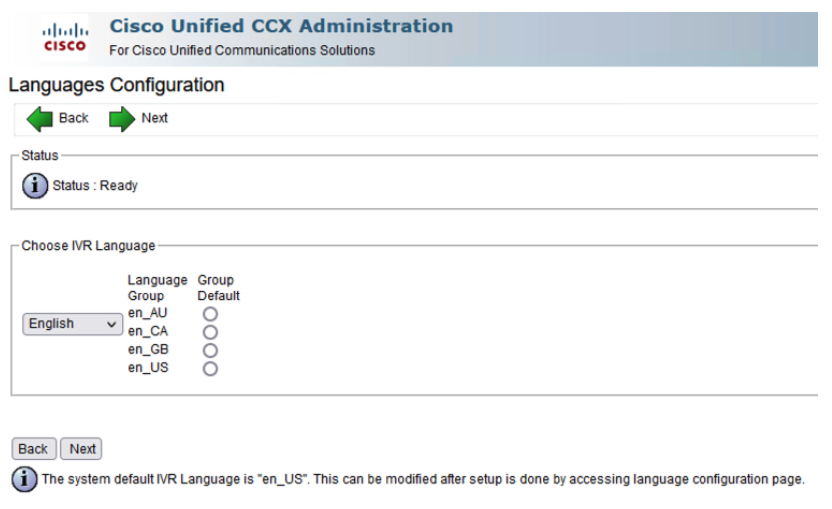 CISCO
Cisco Unified CCX Administration
For Cisco Unified Communications Solutions
Languages Configuration
Back Next
Status
Status : Ready
Choose IVR Language
Language Group
Group Default
English
en_AU
en_CA
en_GB
en_US
Back Next
The system default IVR Language is "en_US". This can be modified after setup is done by accessing language configuration page.